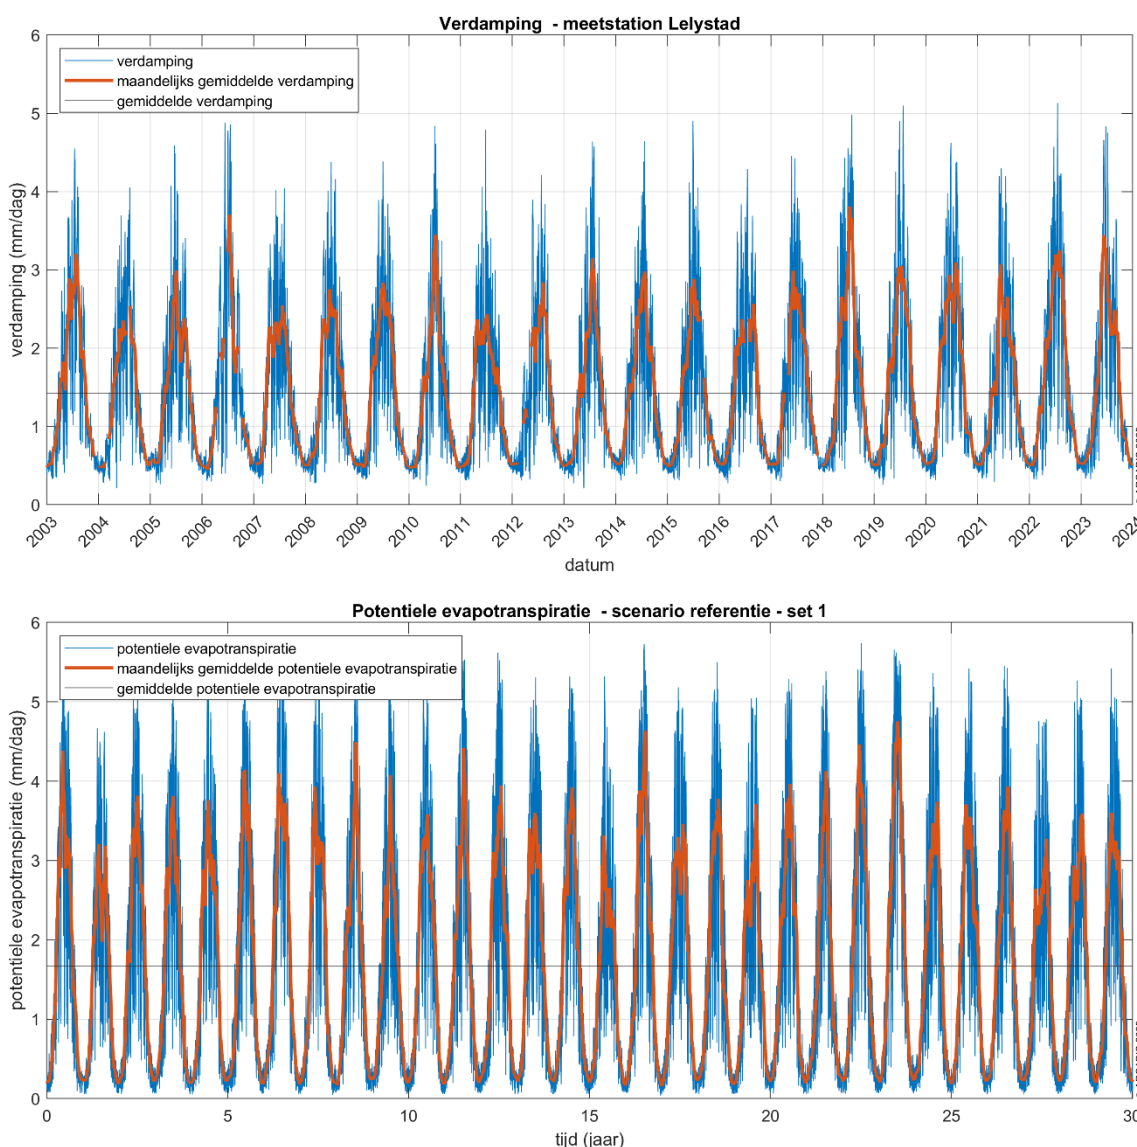 Verdamping - meetstation Lelystad
verdamping
maandelijks gemiddelde verdamping
gemiddelde verdamping
verdamping (mm/dag)
6
5
4
3
2
1
0
2003 2004 2005 2006 2007 2008 2009 2010 2011 2012 2013 2014 2015 2016 2017 2018 2019 2020 2021 2022 2023 2024
datum
Potentiele evapotranspiratie - scenario referentie - set 1
potentiele evapotranspiratie
maandelijks gemiddelde potentiele evapotranspiratie
gemiddelde potentiele evapotranspiratie
potentiele evapotranspiratie (mm/dag)
6
5
4
3
2
1
0
0 5 10 15 20 25 30
tijd (jaar)